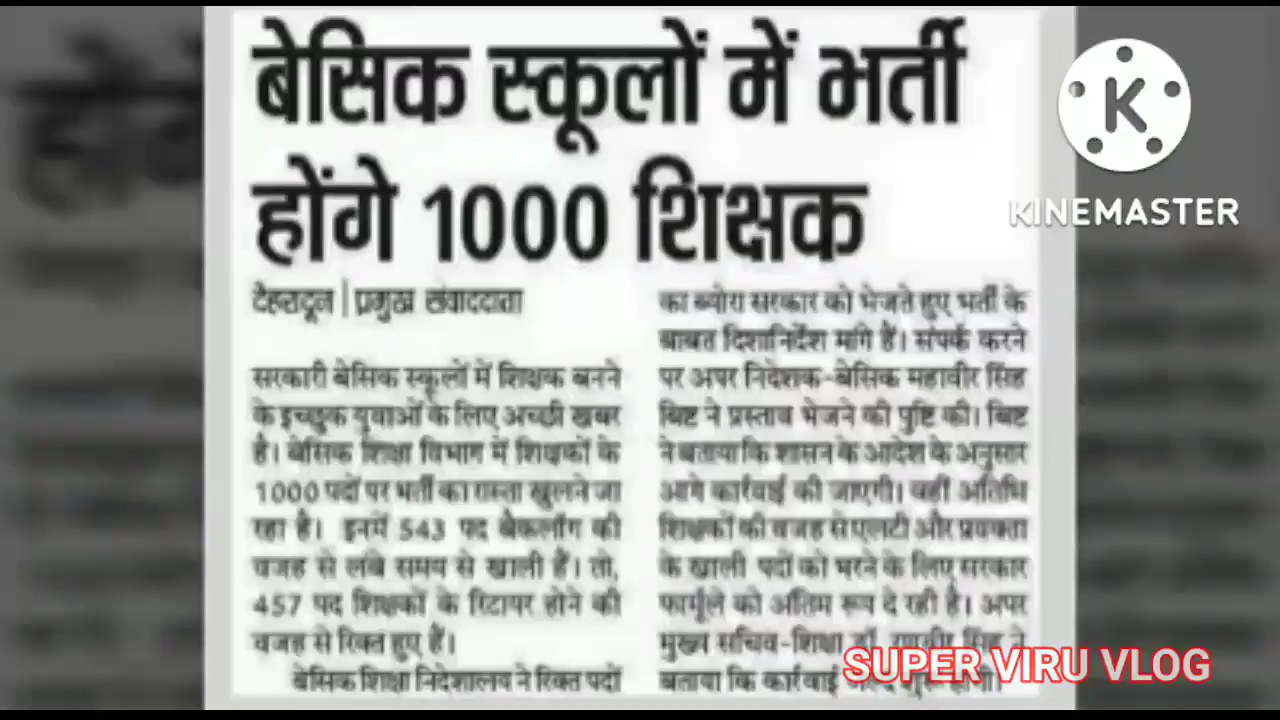 बेसिक स्कूलों में भर्ती
होंगे 1000 शिक्षक
देहरादून | प्रमुख संवाददाता
सरकारी बेसिक स्कूलों में शिक्षक बनने
के इच्छुक युवाओं के लिए अच्छी खबर
है। बेसिक शिक्षा विभाग में शिक्षकों के
1000 पदों पर भर्ती का रास्ता खुलने जा
रहा है। इनमें 543 पद बैकलॉग की
वजह से लंबे समय से खाली हैं। तो,
457 पद शिक्षकों के रिटायर होने की
वजह से रिक्त हुए हैं।
बेसिक शिक्षा निदेशालय ने रिक्त पदों
का ब्योरा सरकार को भेजते हुए भर्ती के
बाबत दिशानिर्देश मांगे हैं। संपर्क करने
पर अपर निदेशक-बेसिक महावीर सिंह
बिष्ट ने प्रस्ताव भेजने की पुष्टि की। बिष्ट
ने बताया कि शासन के आदेश के अनुसार
आगे कार्रवाई की जाएगी। वहीं अतिथि
शिक्षकों की वजह से एलटी और प्रवक्ता
के खाली पदों को भरने के लिए सरकार
फार्मूले को अंतिम रूप दे रही है। अपर
मुख्य सचिव-शिक्षा डॉ. रणवीर सिंह ने
बताया कि कार्रवाई
KINEMASTER
SUPER VIRU VLOG